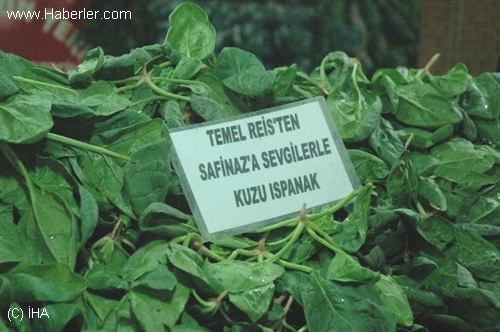 www.Haberler.com
TEMEL REİS'TEN
SAFİNAZ'A SEVGİLERLE
KUZU ISPANAK
(C) İHA